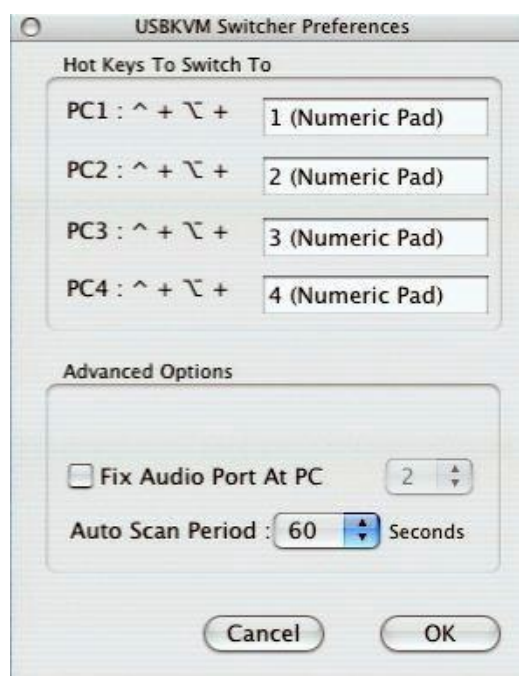 USBKVM Switcher Preferences
Hot Keys To Switch To
PC1 : ^ + ⌥ + 1 (Numeric Pad)
PC2 : ^ + ⌥ + 2 (Numeric Pad)
PC3 : ^ + ⌥ + 3 (Numeric Pad)
PC4 : ^ + ⌥ + 4 (Numeric Pad)
Advanced Options
Fix Audio Port At PC 2
Auto Scan Period : 60 Seconds
Cancel OK